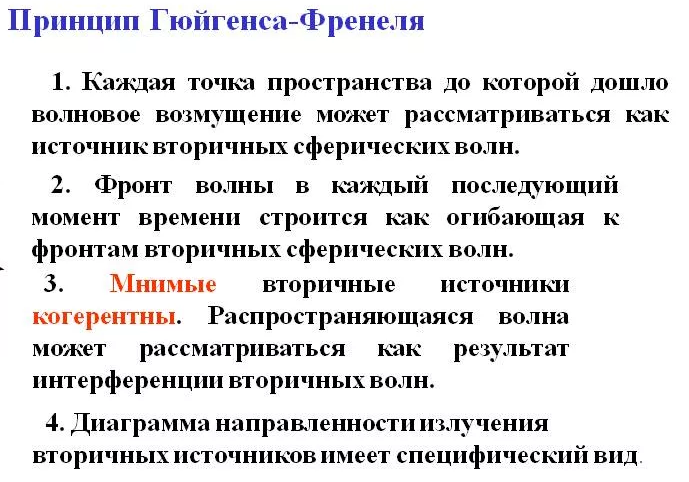 Принцип Гюйгенса-Френеля
1. Каждая точка пространства до которой дошло
волновое возмущение может рассматриваться как
источник вторичных сферических волн.
2. Фронт волны в каждый последующий
момент времени строится как огибающая к
фронтам вторичных сферических волн.
3. Мнимые вторичные источники
когерентны. Распространяющаяся волна
может рассматриваться как результат
интерференции вторичных волн.
4. Диаграмма направленности излучения
вторичных источников имеет специфический вид.